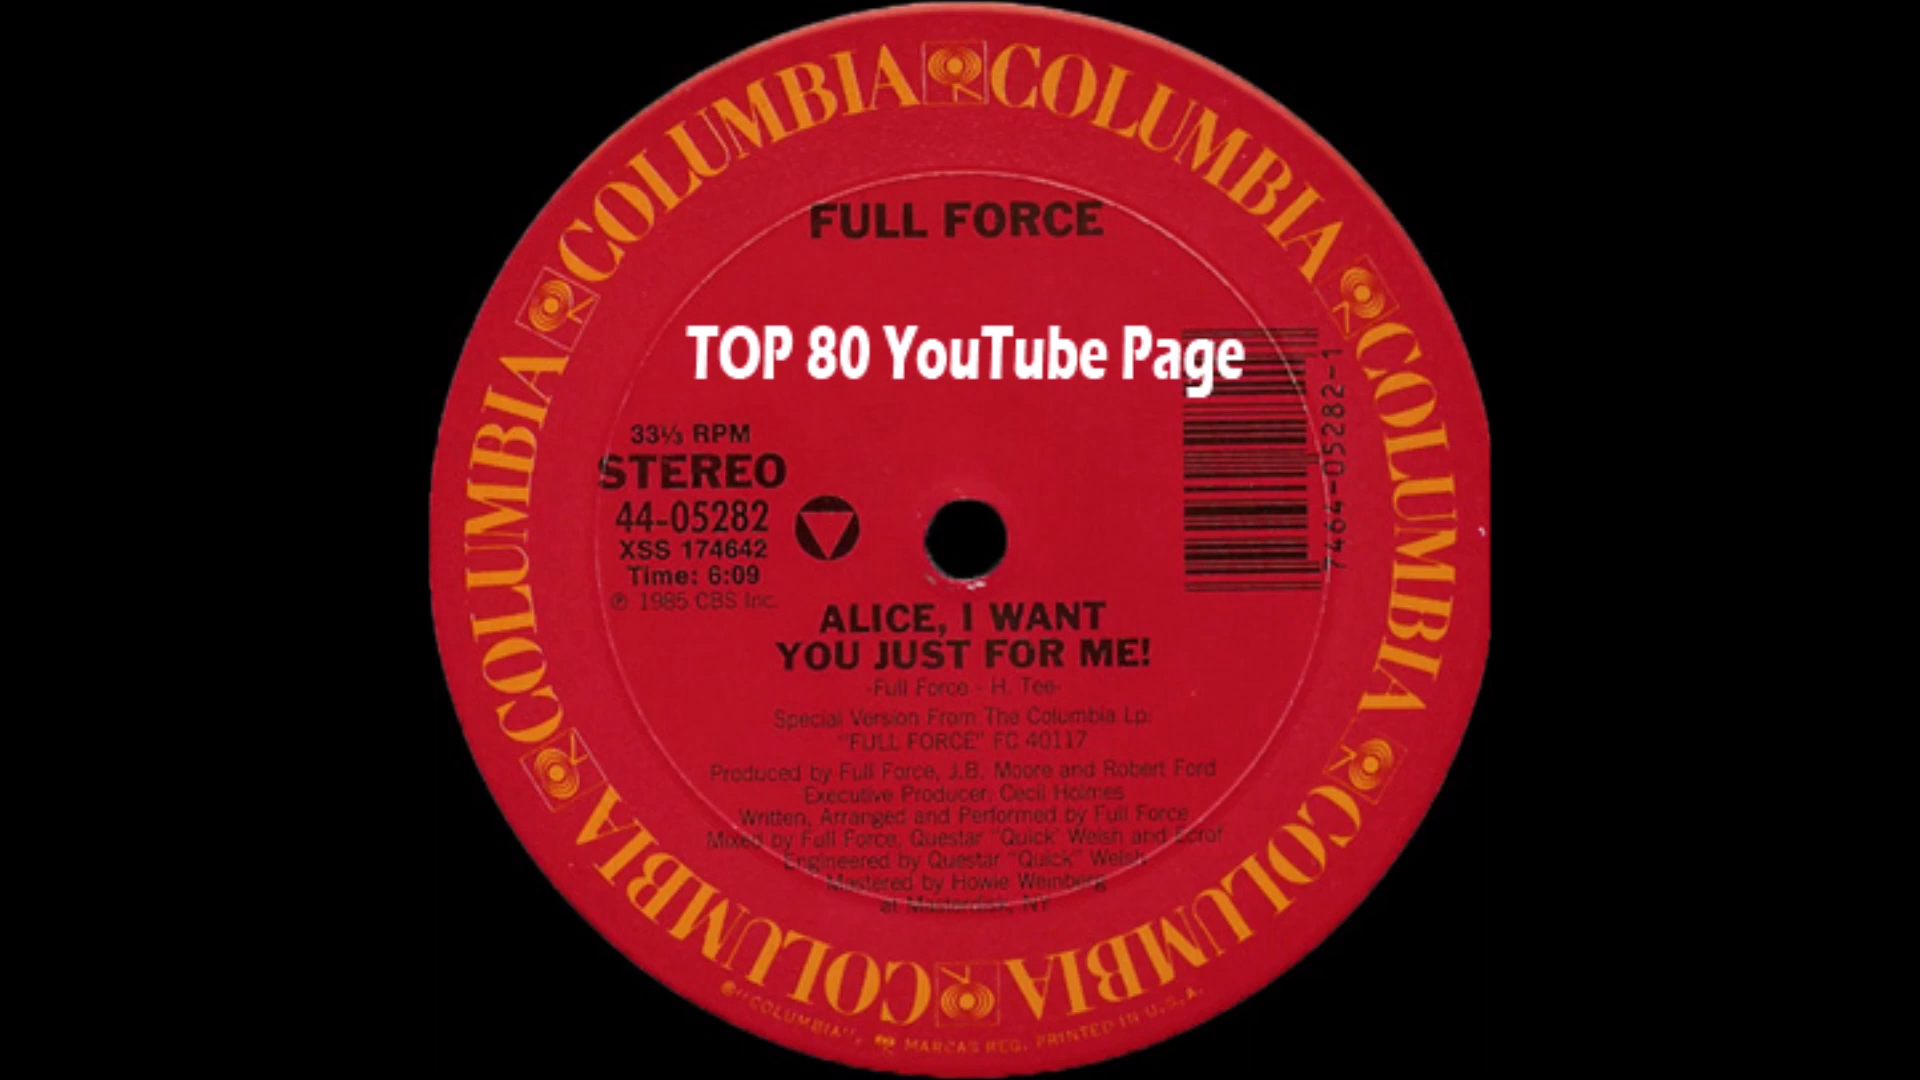 COLUMBIA COLUMBIA COLUMBIA COLUMBIA COLUMBIA COLUMBIA COLUMBIA COLUMBIA
FULL FORCE
TOP 80 YouTube Page
33⅓ RPM
STEREO
44-05282
XSS 174642
Time: 6:09
℗ 1985 CBS Inc.
7464-05282-1
ALICE, I WANT
YOU JUST FOR ME!
-Full Force - H. Tee-
Special Version From The Columbia Lp:
"FULL FORCE" FC 40117
Produced by Full Force, J.B. Moore and Robert Ford
Executive Producer: Cecil Holmes
Written, Arranged and Performed by Full Force
Mixed by Full Force, Questar "Quick" Welsh and Ecrof
Engineered by Questar "Quick" Welsh
Mastered by Howie Weinberg
at Masterdisk, NY
"COLUMBIA", MARCAS REG. PRINTED IN U.S.A.